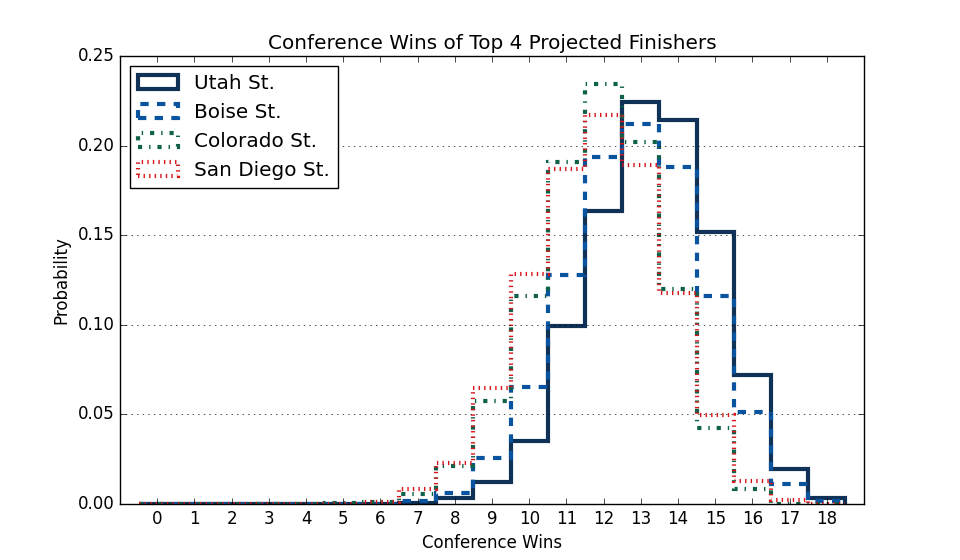 Conference Wins of Top 4 Projected Finishers
Utah St.
Boise St.
Colorado St.
San Diego St.
0.25
0.20
0.15
0.10
0.05
0.00
Probability
0 1 2 3 4 5 6 7 8 9 10 11 12 13 14 15 16 17 18
Conference Wins